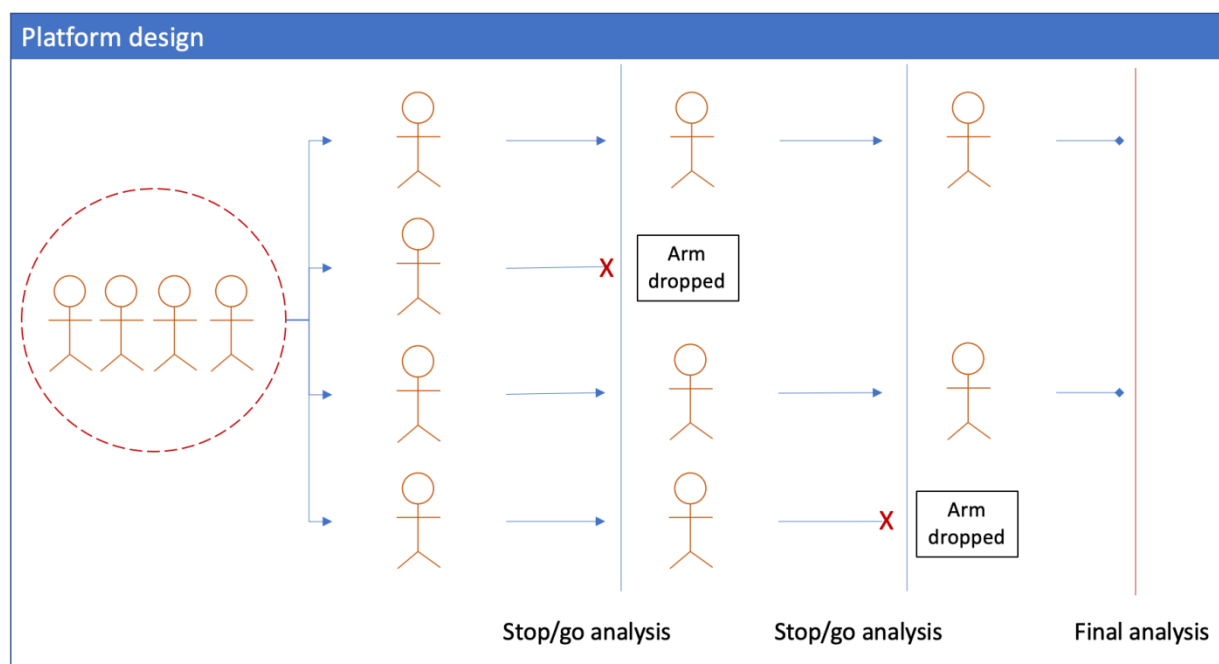 Platform design
X
Arm
dropped
X
Arm
dropped
Stop/go analysis
Stop/go analysis
Final analysis